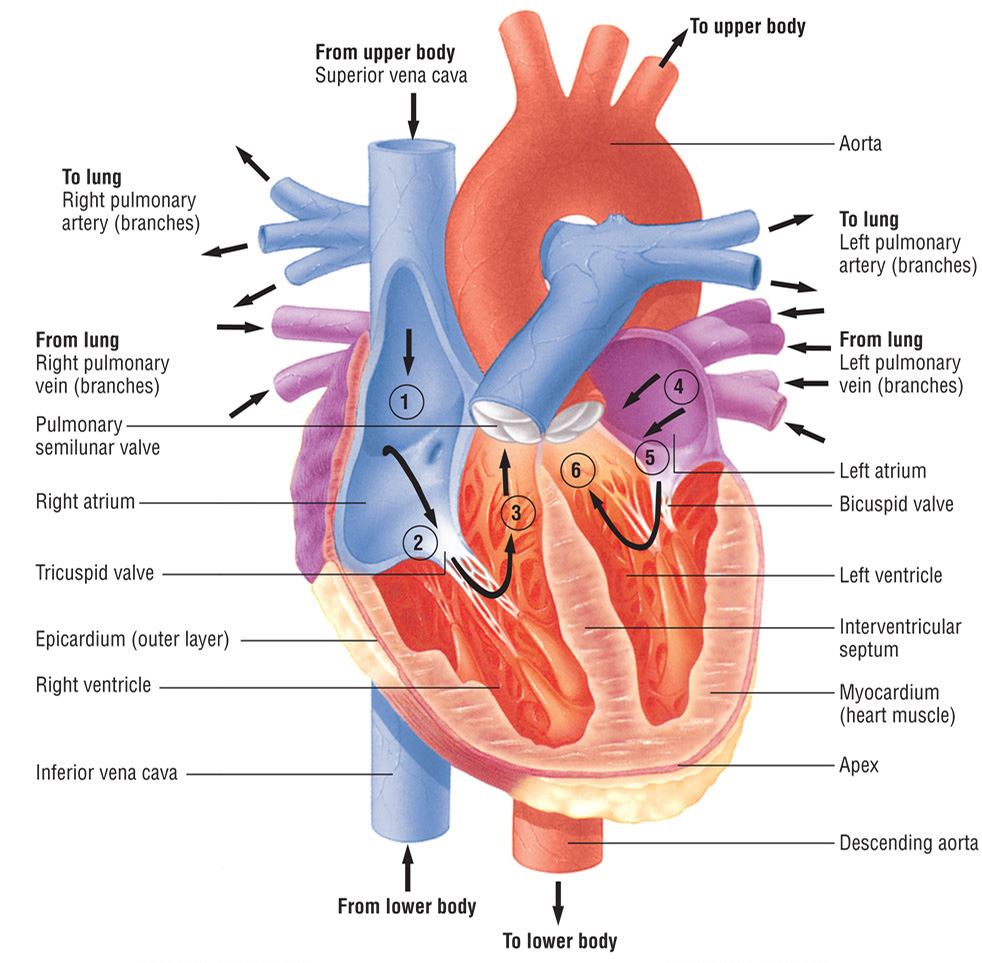 To upper body
From upper body
Superior vena cava
Aorta
To lung
Right pulmonary
artery (branches)
To lung
Left pulmonary
artery (branches)
From lung
Right pulmonary
vein (branches)
From lung
Left pulmonary
vein (branches)
Pulmonary
semilunar valve
Left atrium
Right atrium
Bicuspid valve
Tricuspid valve
Left ventricle
Epicardium (outer layer)
Interventricular
septum
Right ventricle
Myocardium
(heart muscle)
Inferior vena cava
Apex
Descending aorta
From lower body
To lower body
1
2
3
4
5
6